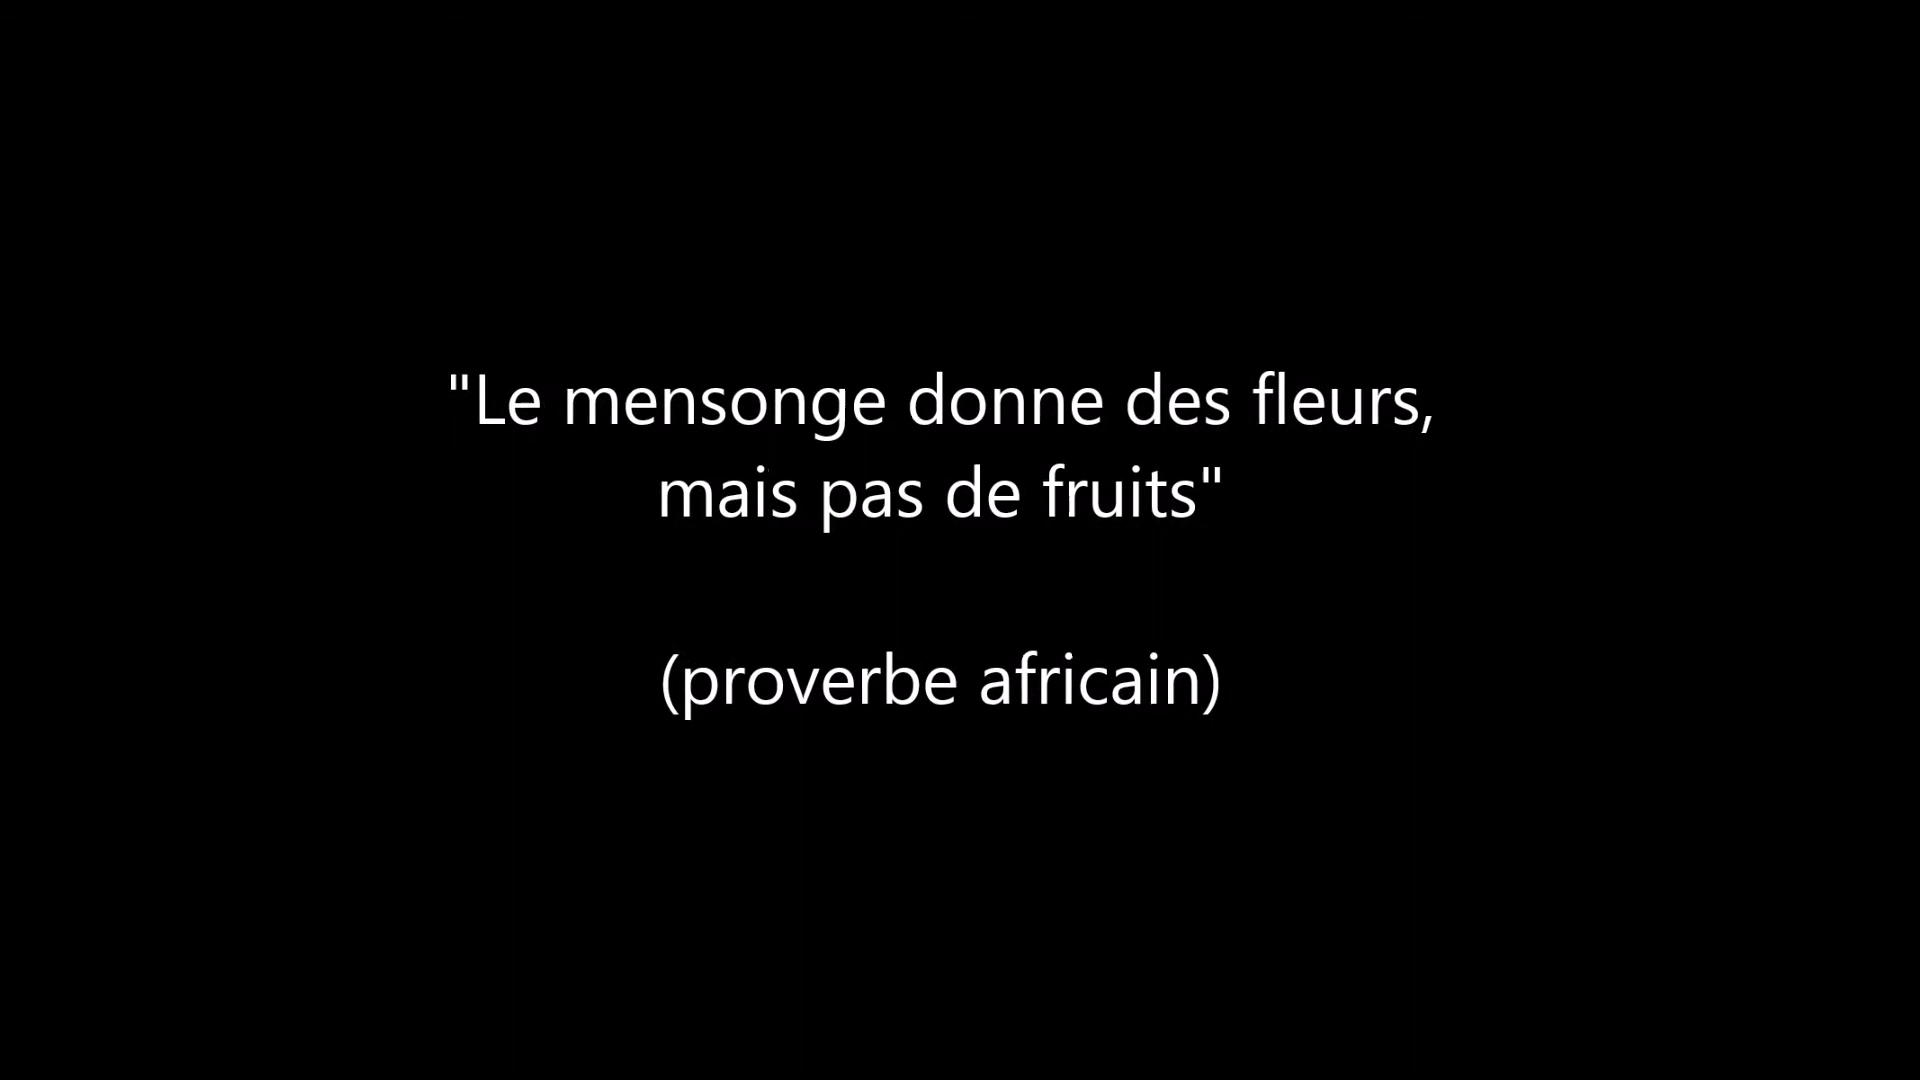 "Le mensonge donne des fleurs,
mais pas de fruits"
(proverbe africain)